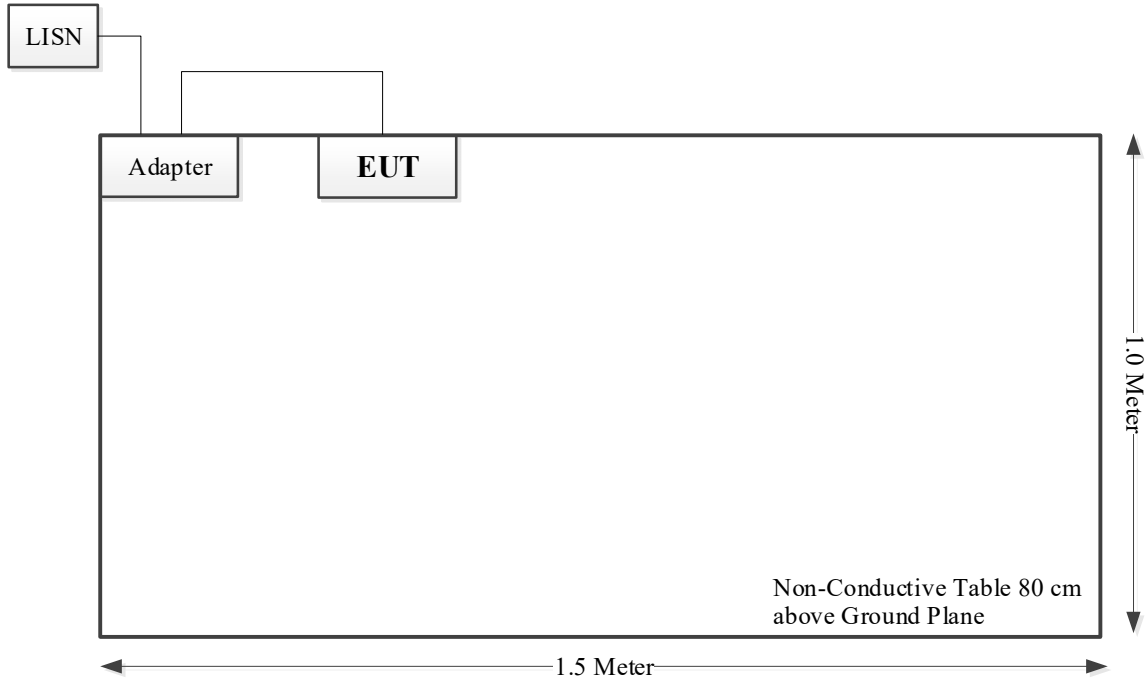 LISN
Adapter
EUT
1.0 Meter
Non-Conductive Table 80 cm
above Ground Plane
1.5 Meter